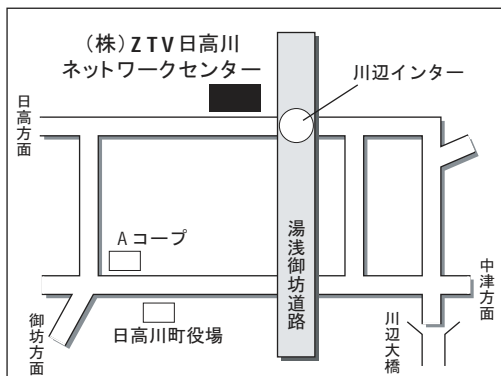 (株)ZTV日高川
ネットワークセンター
川辺インター
日高方面
Aコープ
湯浅御坊道路
中津方面
御坊方面
日高川町役場
川辺大橋